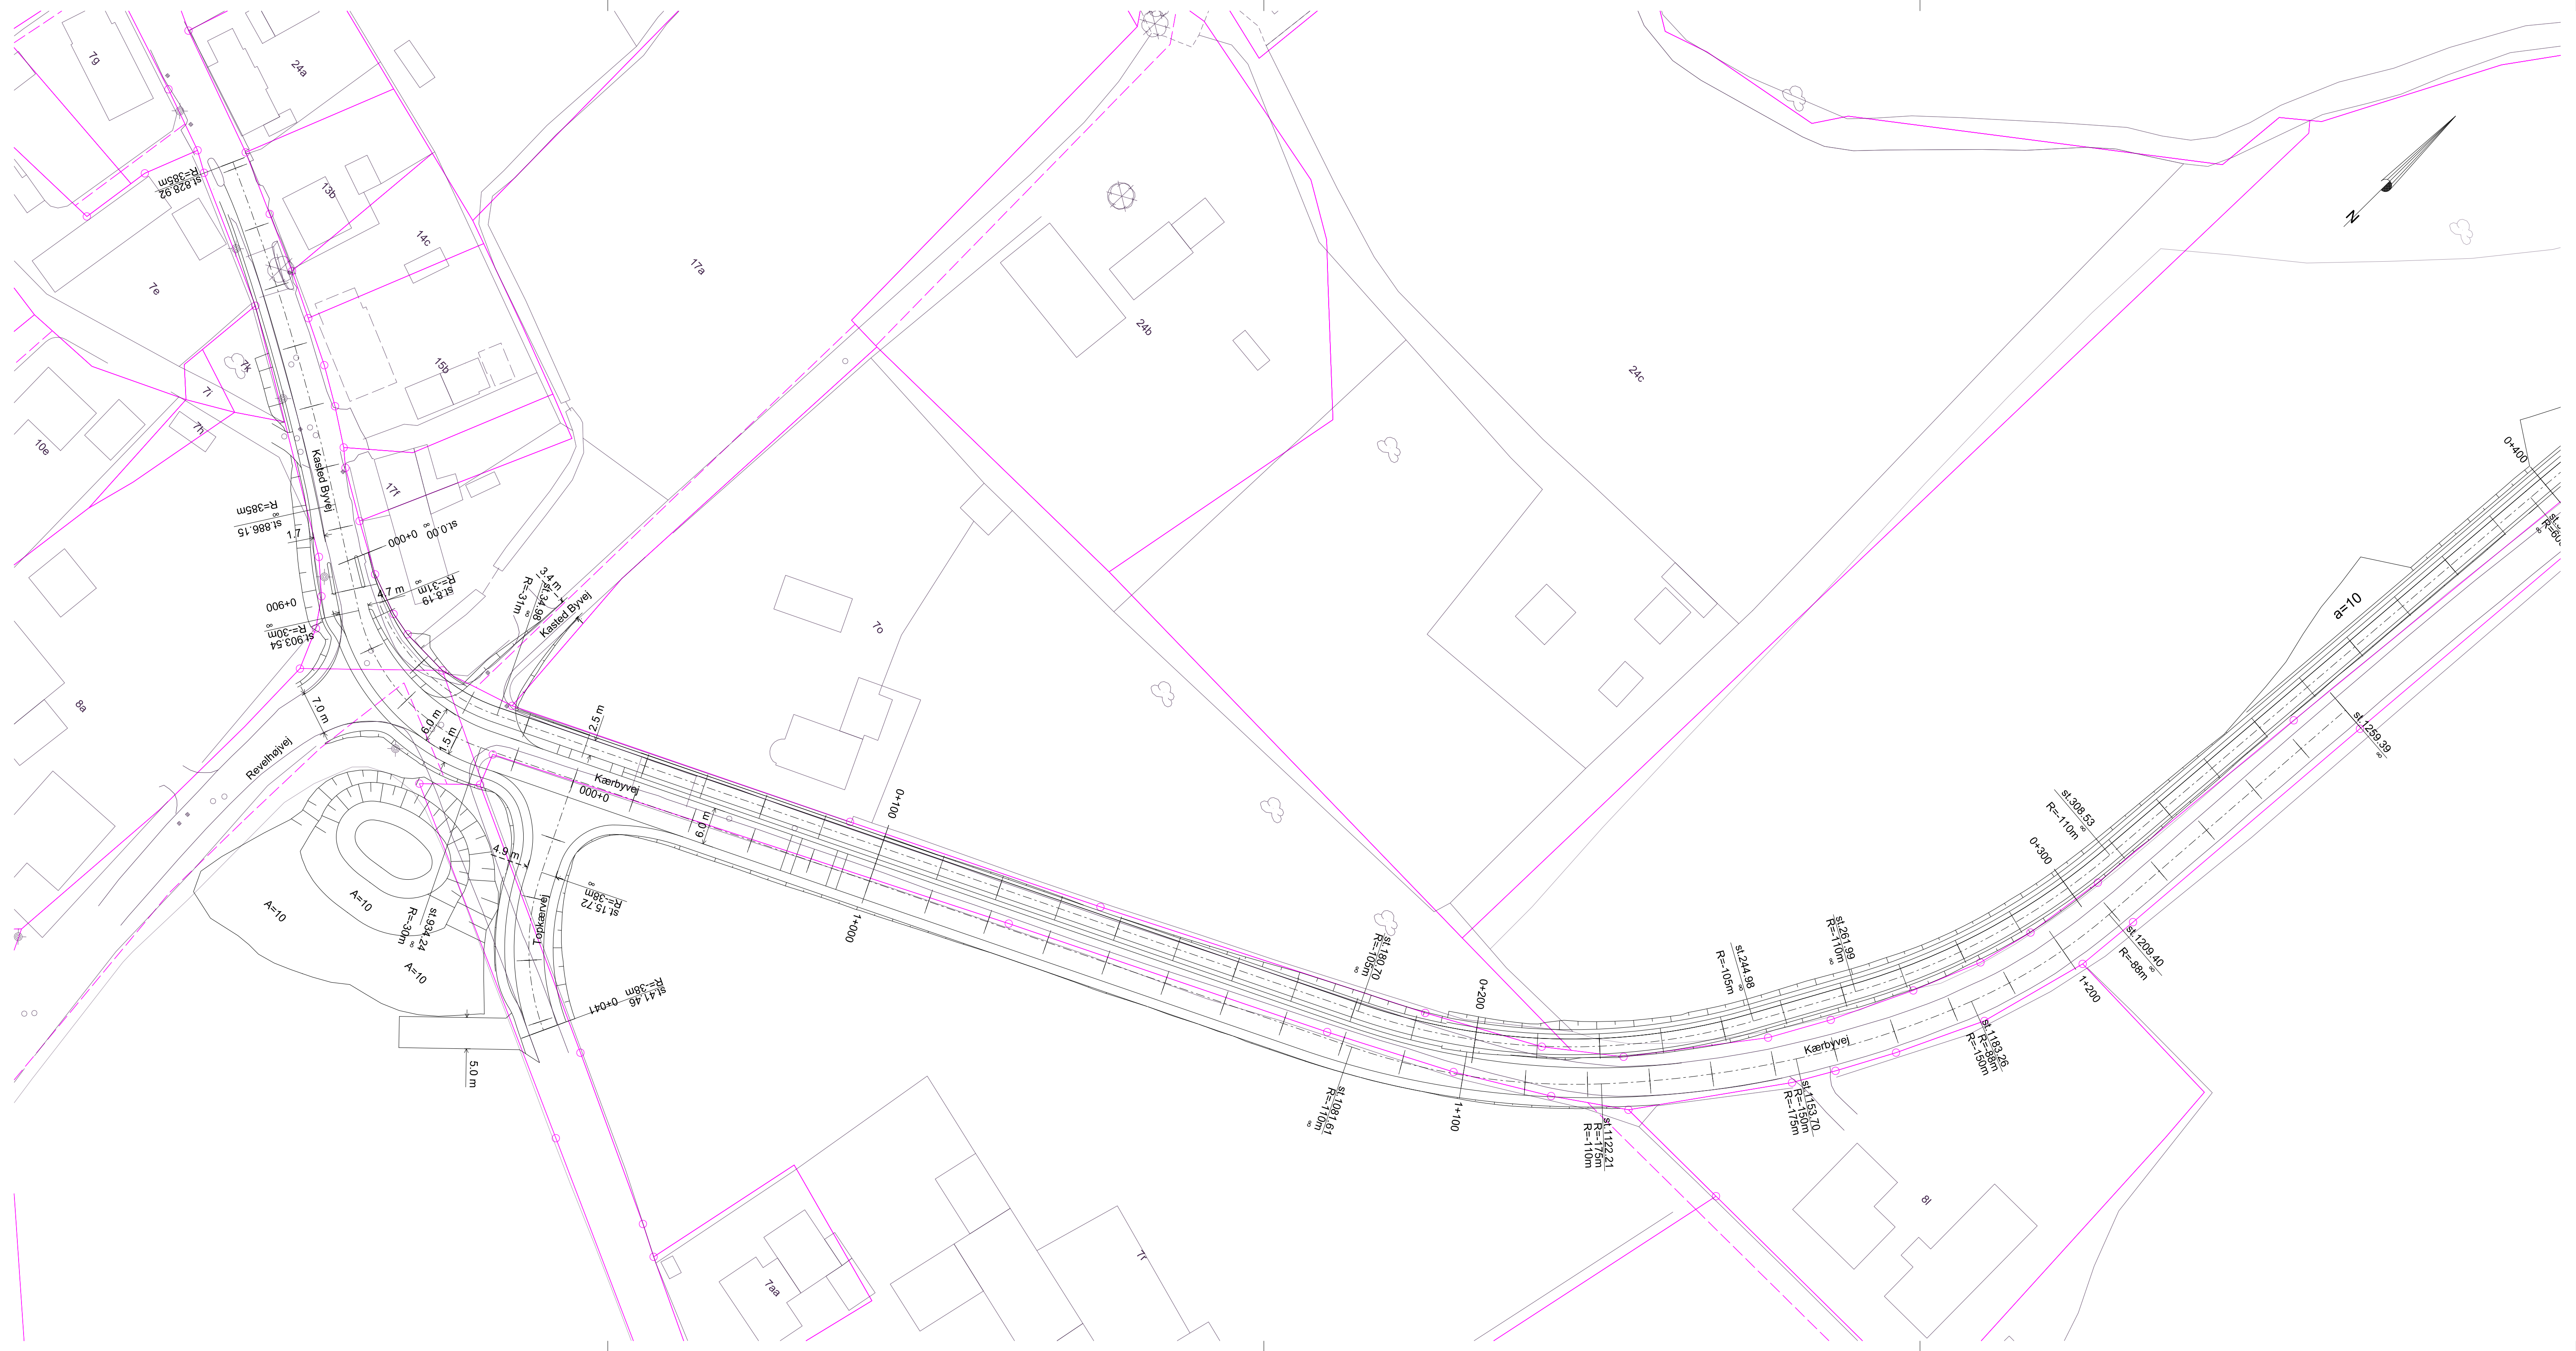 7g
24a
13b
14c
17a
7e
24b
24c
N
st.828.92
R=385m
7k
15b
7i
7h
10e
Kasted Byvej
17f
R=385m
∞
st.886.15
1.7
0+000
st.0.00
∞
∞
R=-31m
st.8.19
4.7 m
0+900
∞
R=-30m
st.903.54
3.4 m
st.34.98
R=-31m
∞
Kasted Byvej
7o
8a
7.0 m
6.0 m
1.5 m
2.5 m
Revelhøjvej
Kærbyvej
0+000
6.0 m
0+100
4.9 m
∞
R=-38m
st.15.72
Topkærvej
A=10
A=10
A=10
st.934.24
R=-30m
∞
R=-38m
st.41.46
0+041
5.0 m
1+000
st.180.70
R=-105m
∞
0+200
st.1081.61
R=-110m
∞
1+100
st.1122.21
R=-175m
R=-110m
st.244.98
R=-105m
∞
st.261.99
R=-110m
∞
Kærbyvej
st.1153.70
R=-150m
R=-175m
st.1183.26
R=-88m
R=-150m
1+200
st.1209.40
R=-88m
∞
0+300
st.308.53
R=-110m
∞
st.1259.39
∞
a=10
0+400
8l
7r
7aa